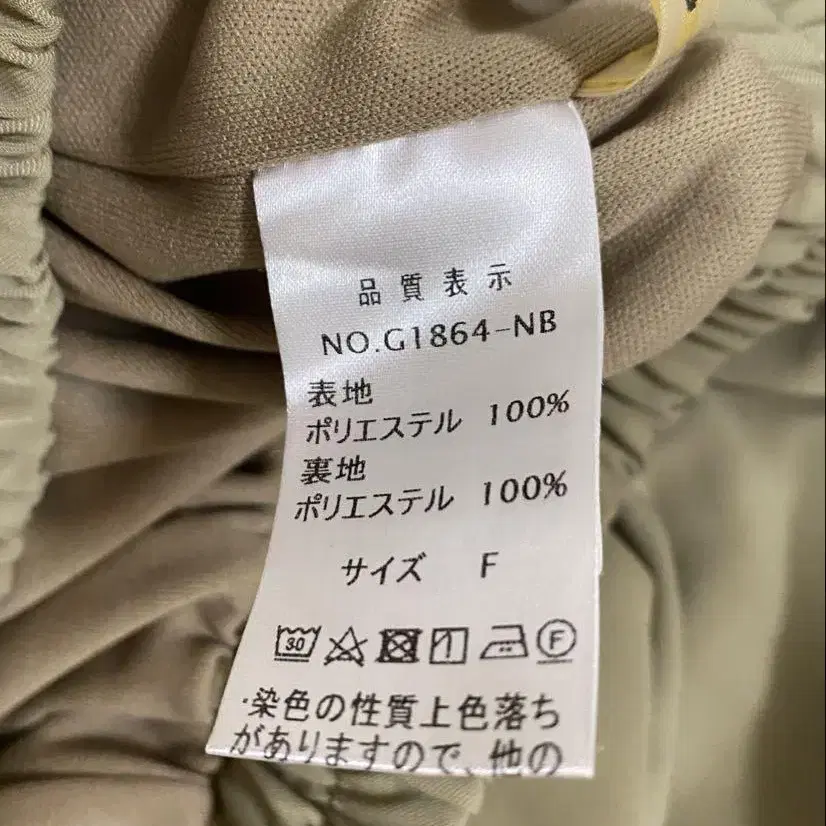 品質表示
NO.G1864-NB
表地
ポリエステル 100%
裏地
ポリエステル 100%
サイズ F
30 F
・染色の性質上色落ち
がありますので、他の